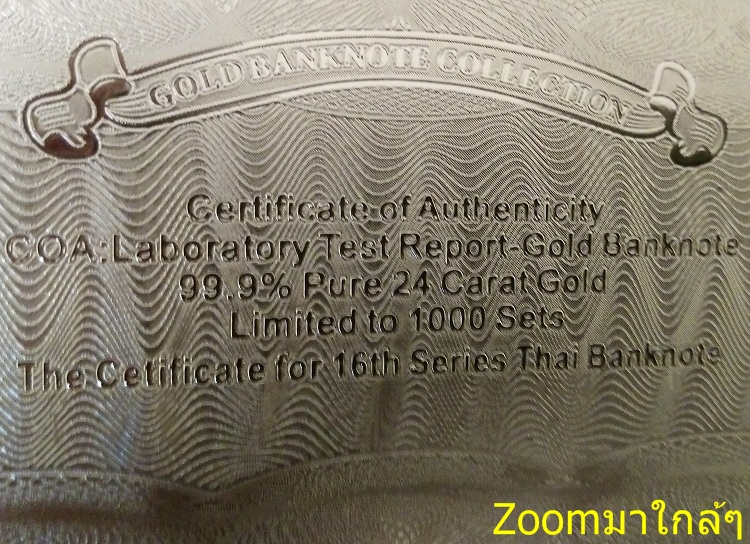 GOLD BANKNOTE COLLECTION
Certificate of Authenticity
COA:Laboratory Test Report-Gold Banknote
99.9% Pure 24 Carat Gold
Limited to 1000 Sets
The Cetificate for 16th Series Thai Banknote
Zoomมาใกล้ๆ